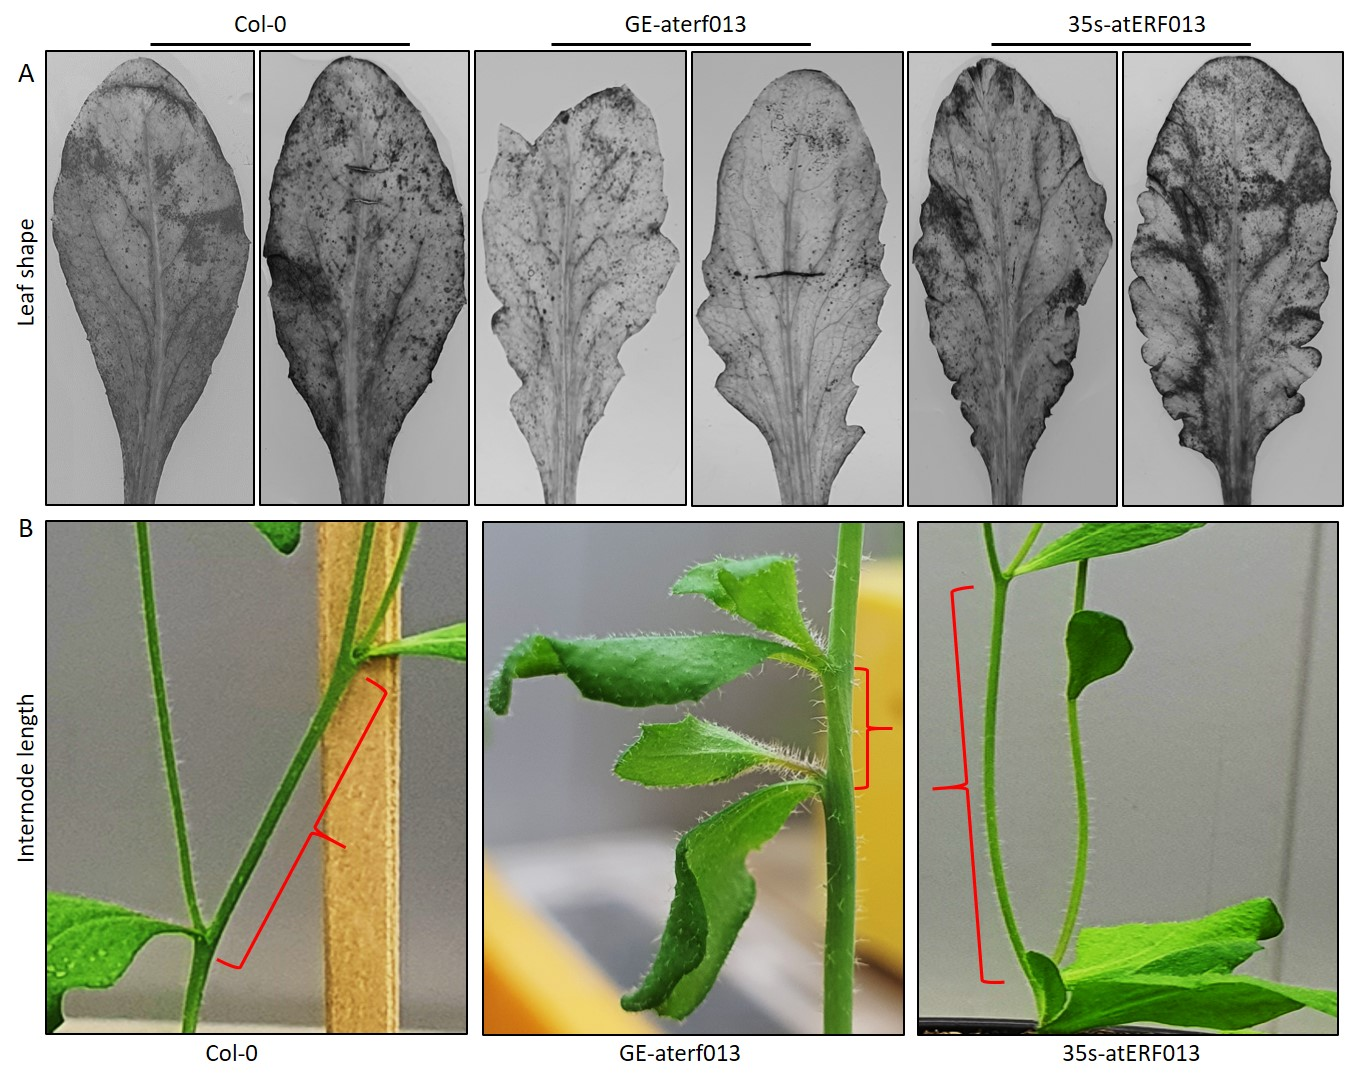 Col-0
GE-aterf013
35s-atERF013
A
Leaf shape
B
Internode length
Col-0
GE-aterf013
35s-atERF013